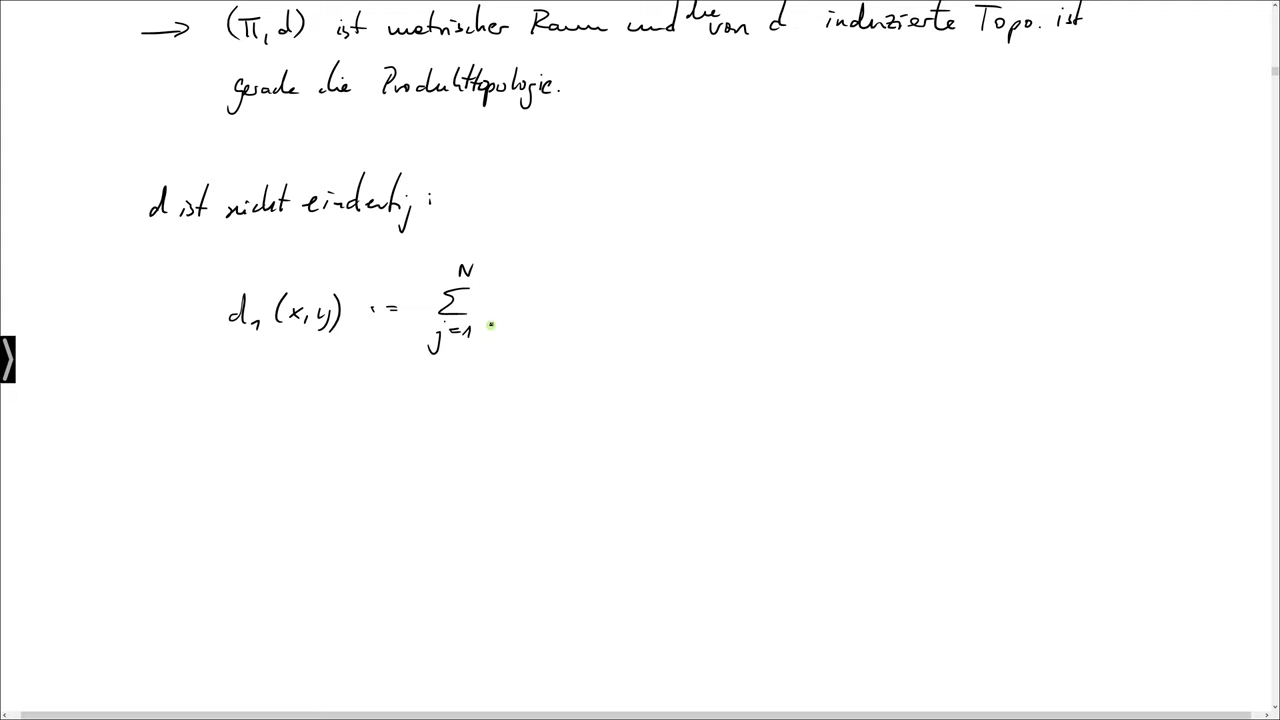 → (π, d) ist metrischer Raum und die von d induzierte Topo. ist
gerade die Produkttopologie.
d ist nicht eindeutig :
d₁ (x, y) := ∑_{j=1}^{N}